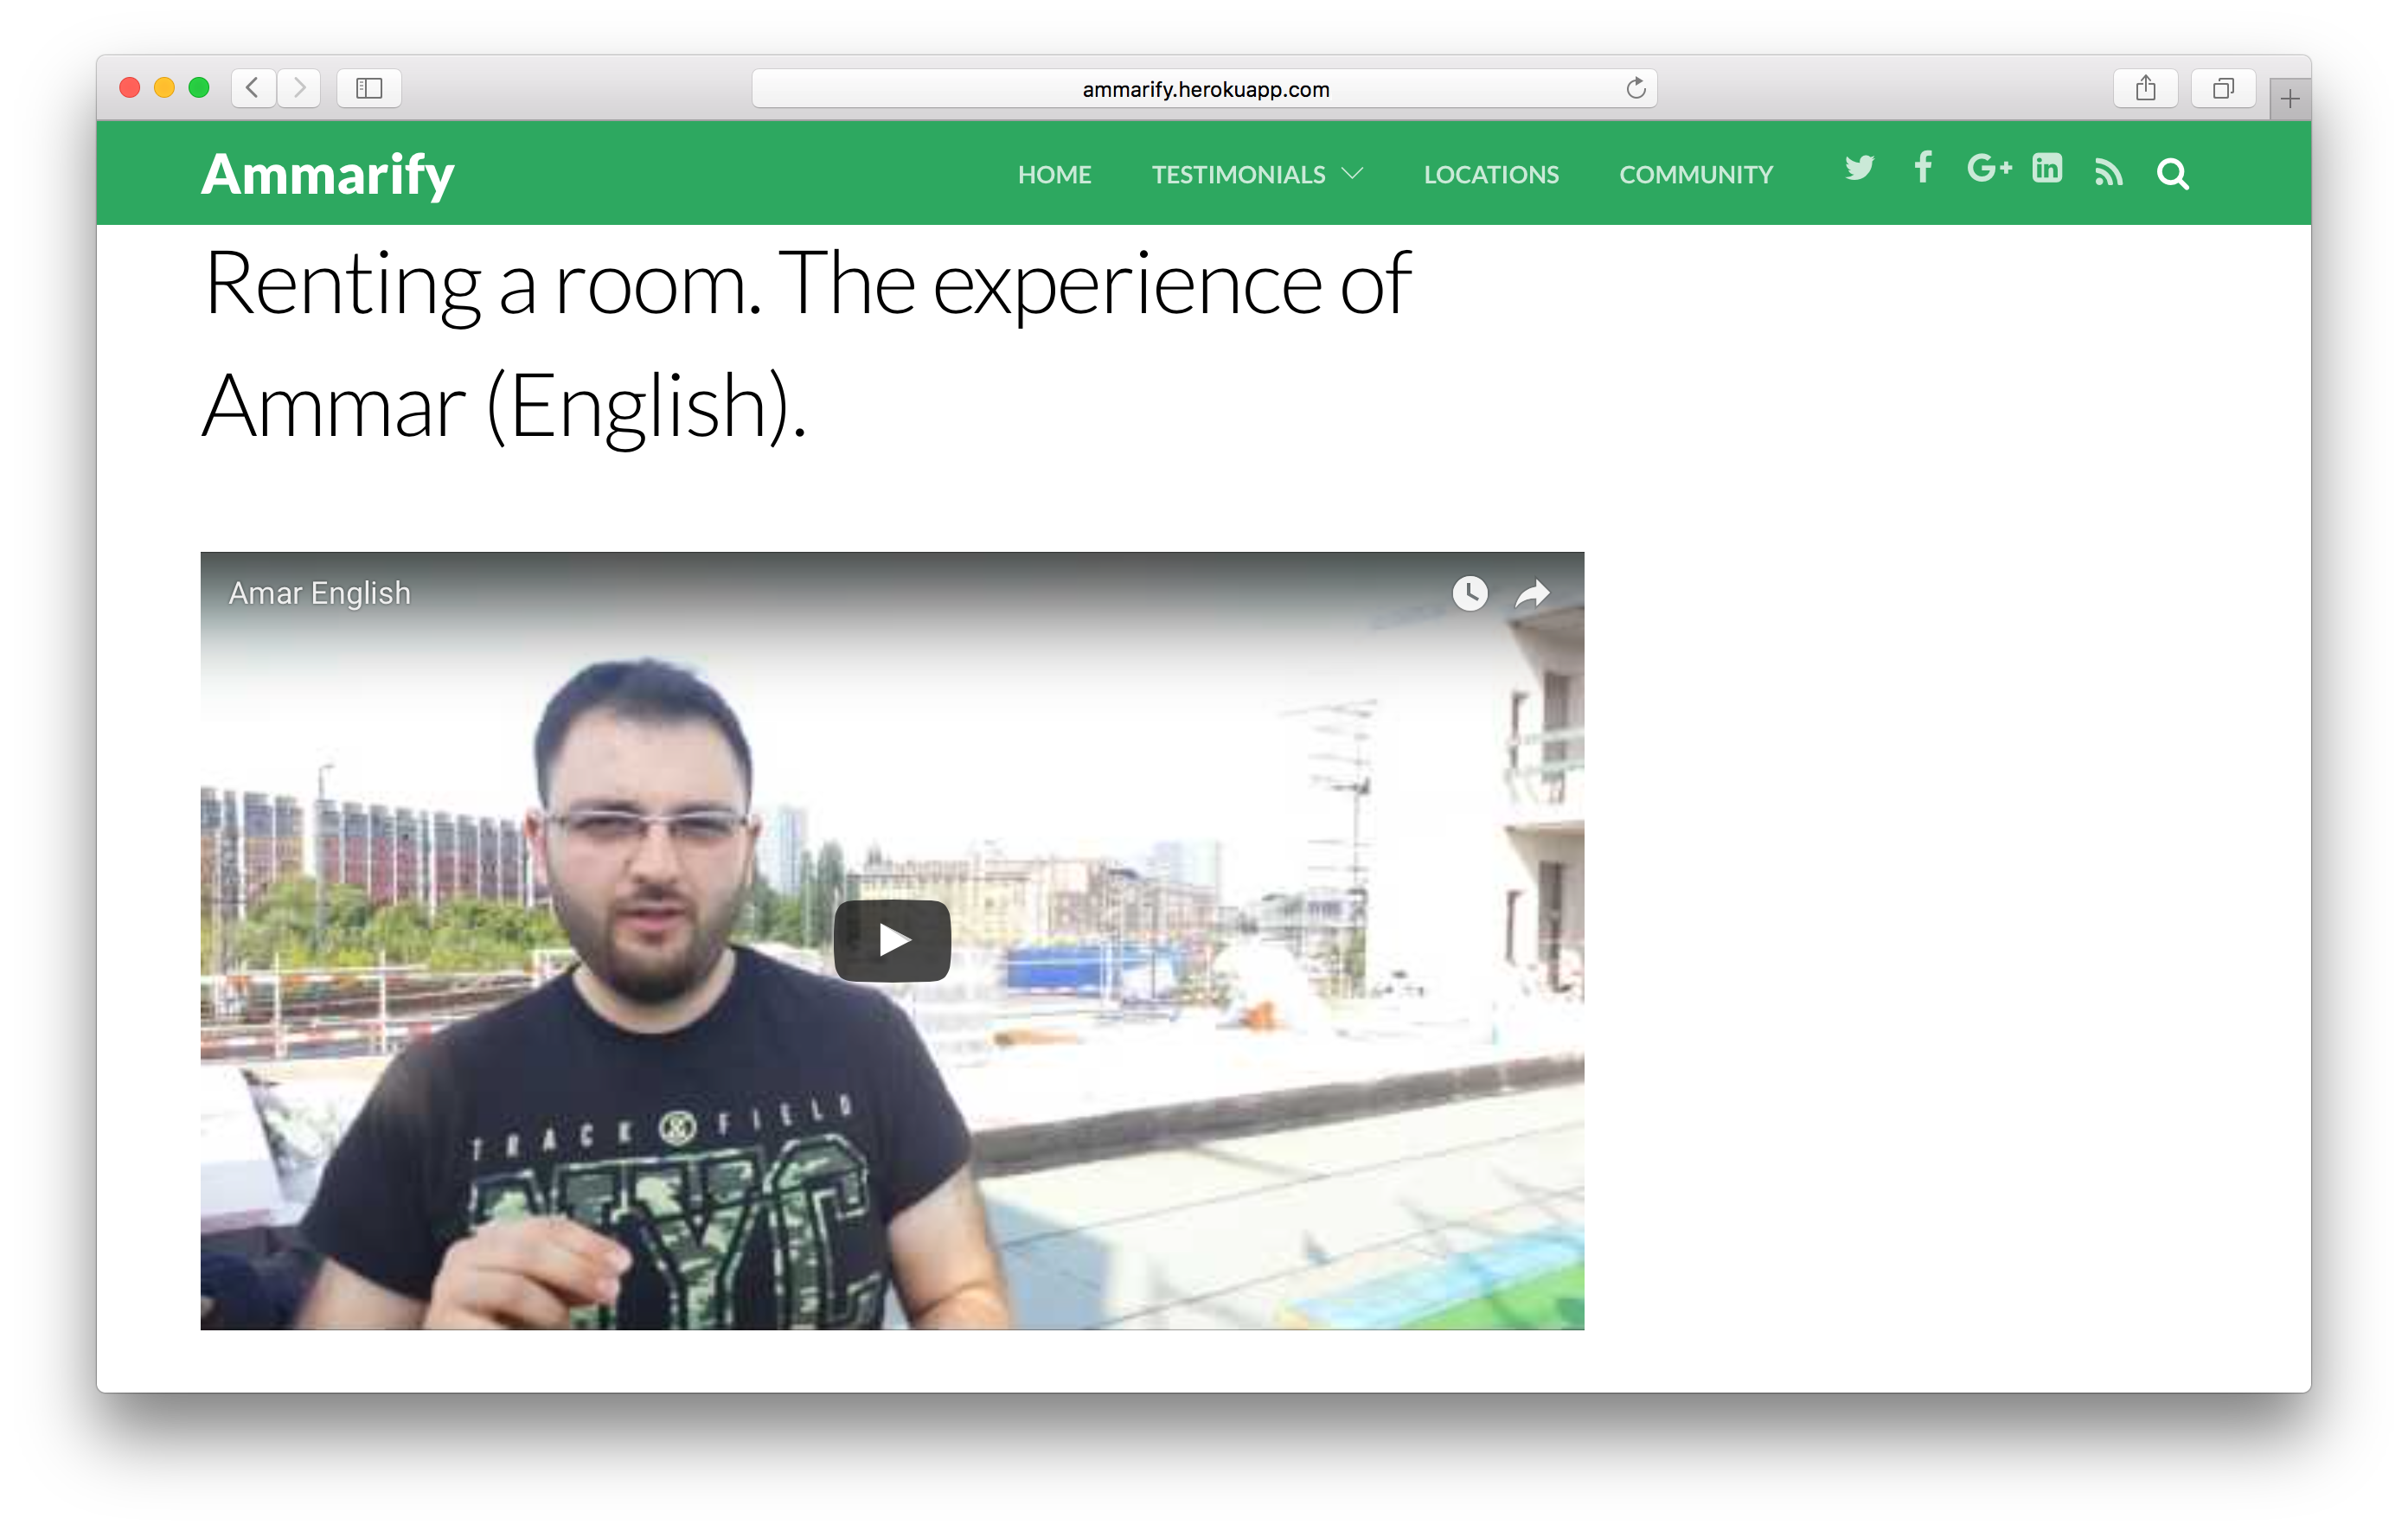 ammarify.herokuapp.com
Ammarify
HOME
TESTIMONIALS
LOCATIONS
COMMUNITY
G+
in
Renting a room. The experience of
Ammar (English).
Amar English
TRACK FIELD
NYC